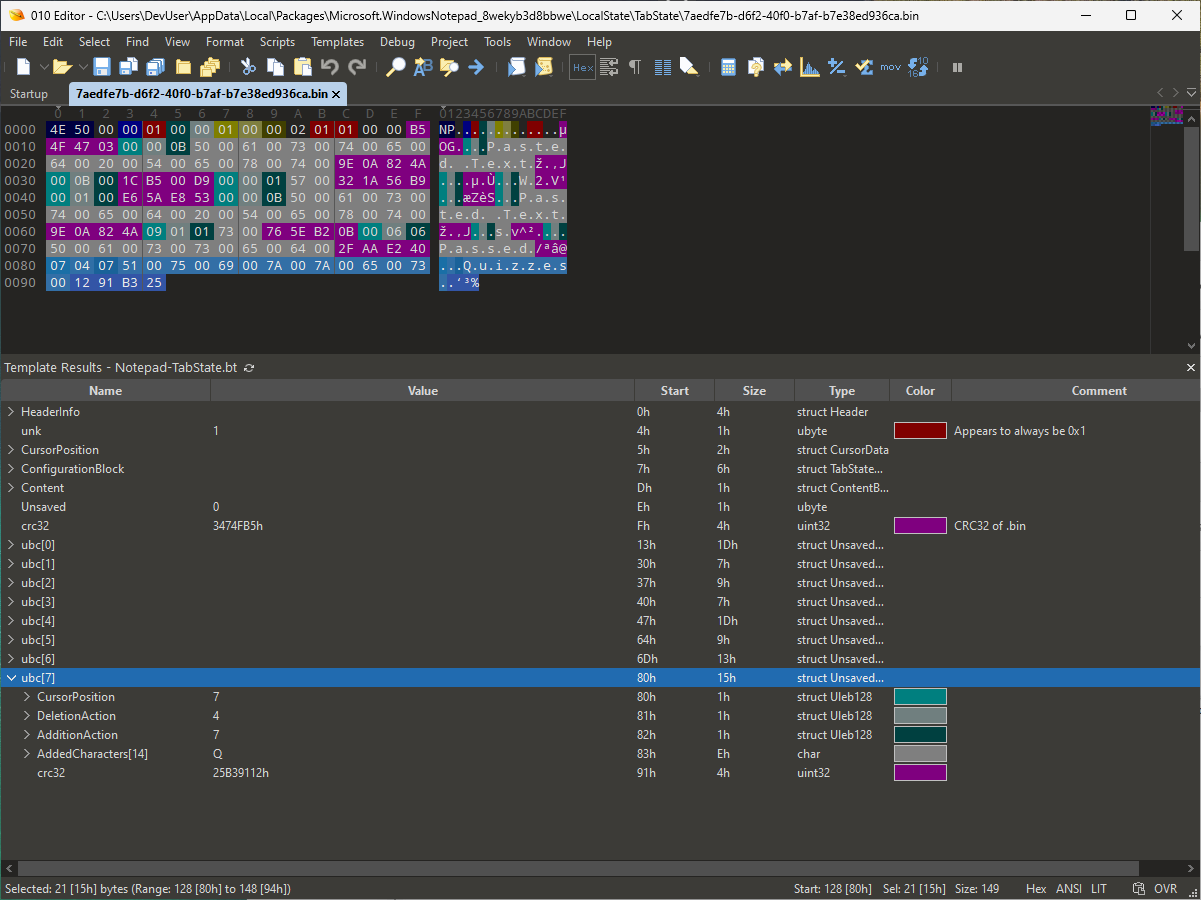 010 Editor - C:\Users\DevUser\AppData\Local\Packages\Microsoft.WindowsNotepad_8wekyb3d8bbwe\LocalState\TabState\7aedfe7b-d6f2-40f0-b7af-b7e38ed936ca.bin
File Edit Select Find View Format Scripts Templates Debug Project Tools Window Help
Hex mov
Startup 7aedfe7b-d6f2-40f0-b7af-b7e38ed936ca.bin
0 1 2 3 4 5 6 7 8 9 A B C D E F 0123456789ABCDEF
0000 4E 50 00 00 01 00 00 01 00 00 02 01 01 00 00 B5 NP.............µ
0010 4F 47 03 00 00 0B 50 00 61 00 73 00 74 00 65 00 OG....P.a.s.t.e.
0020 64 00 20 00 54 00 65 00 78 00 74 00 9E 0A 82 4A d. .T.e.x.t.ž.‚J
0030 00 0B 00 1C B5 00 D9 00 00 01 57 00 32 1A 56 B9 ....µ.Ù...W.2.V¹
0040 00 01 00 E6 5A E8 53 00 00 0B 50 00 61 00 73 00 ...æZèS...P.a.s.
0050 74 00 65 00 64 00 20 00 54 00 65 00 78 00 74 00 t.e.d. .T.e.x.t.
0060 9E 0A 82 4A 09 01 01 73 00 76 5E B2 0B 00 06 06 ž.‚J...s.v^²....
0070 50 00 61 00 73 00 73 00 65 00 64 00 2F AA E2 40 P.a.s.s.e.d./ªâ@
0080 07 04 07 51 00 75 00 69 00 7A 00 7A 00 65 00 73 ...Q.u.i.z.z.e.s
0090 00 12 91 B3 25 ..‘³%
Template Results - Notepad-TabState.bt
Name Value Start Size Type Color Comment
HeaderInfo 0h 4h struct Header
unk 1 4h 1h ubyte Appears to always be 0x1
CursorPosition 5h 2h struct CursorData
ConfigurationBlock 7h 6h struct TabState...
Content Dh 1h struct ContentB...
Unsaved 0 Eh 1h ubyte
crc32 3474FB5h Fh 4h uint32 CRC32 of .bin
ubc[0] 13h 1Dh struct Unsaved...
ubc[1] 30h 7h struct Unsaved...
ubc[2] 37h 9h struct Unsaved...
ubc[3] 40h 7h struct Unsaved...
ubc[4] 47h 1Dh struct Unsaved...
ubc[5] 64h 9h struct Unsaved...
ubc[6] 6Dh 13h struct Unsaved...
ubc[7] 80h 15h struct Unsaved...
CursorPosition 7 80h 1h struct Uleb128
DeletionAction 4 81h 1h struct Uleb128
AdditionAction 7 82h 1h struct Uleb128
AddedCharacters[14] Q 83h Eh char
crc32 25B39112h 91h 4h uint32
Selected: 21 [15h] bytes (Range: 128 [80h] to 148 [94h]) Start: 128 [80h] Sel: 21 [15h] Size: 149 Hex ANSI LIT OVR